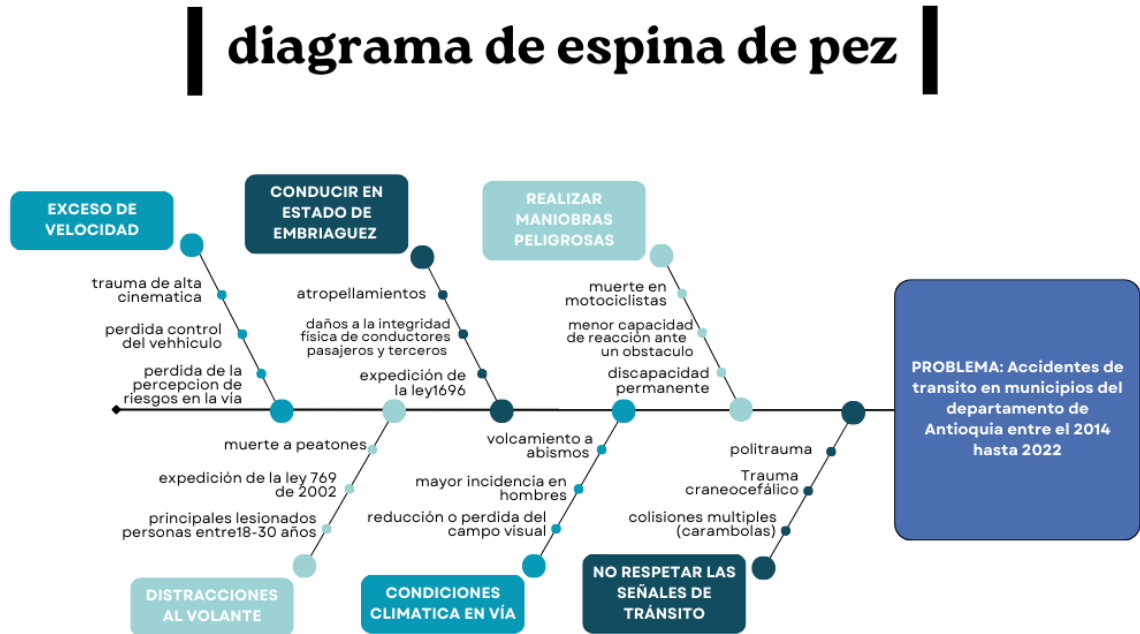 diagrama de espina de pez
EXCESO DE
VELOCIDAD
trauma de alta
cinematica
perdida control
del vehhiculo
perdida de la
percepcion de
riesgos en la vía
CONDUCIR EN
ESTADO DE
EMBRIAGUEZ
atropellamientos
daños a la integridad
física de conductores
pasajeros y terceros
expedición de
la ley1696
REALIZAR
MANIOBRAS
PELIGROSAS
muerte en
motociclistas
menor capacidad
de reacción ante
un obstaculo
discapacidad
permanente
PROBLEMA: Accidentes de
transito en municipios del
departamento de
Antioquia entre el 2014
hasta 2022
muerte a peatones
expedición de la ley 769
de 2002
principales lesionados
personas entre18-30 años
DISTRACCIONES
AL VOLANTE
volcamiento a
abismos
mayor incidencia en
hombres
reducción o perdida del
campo visual
CONDICIONES
CLIMATICA EN VÍA
politrauma
Trauma
craneocefálico
colisiones multiples
(carambolas)
NO RESPETAR LAS
SEÑALES DE
TRÁNSITO